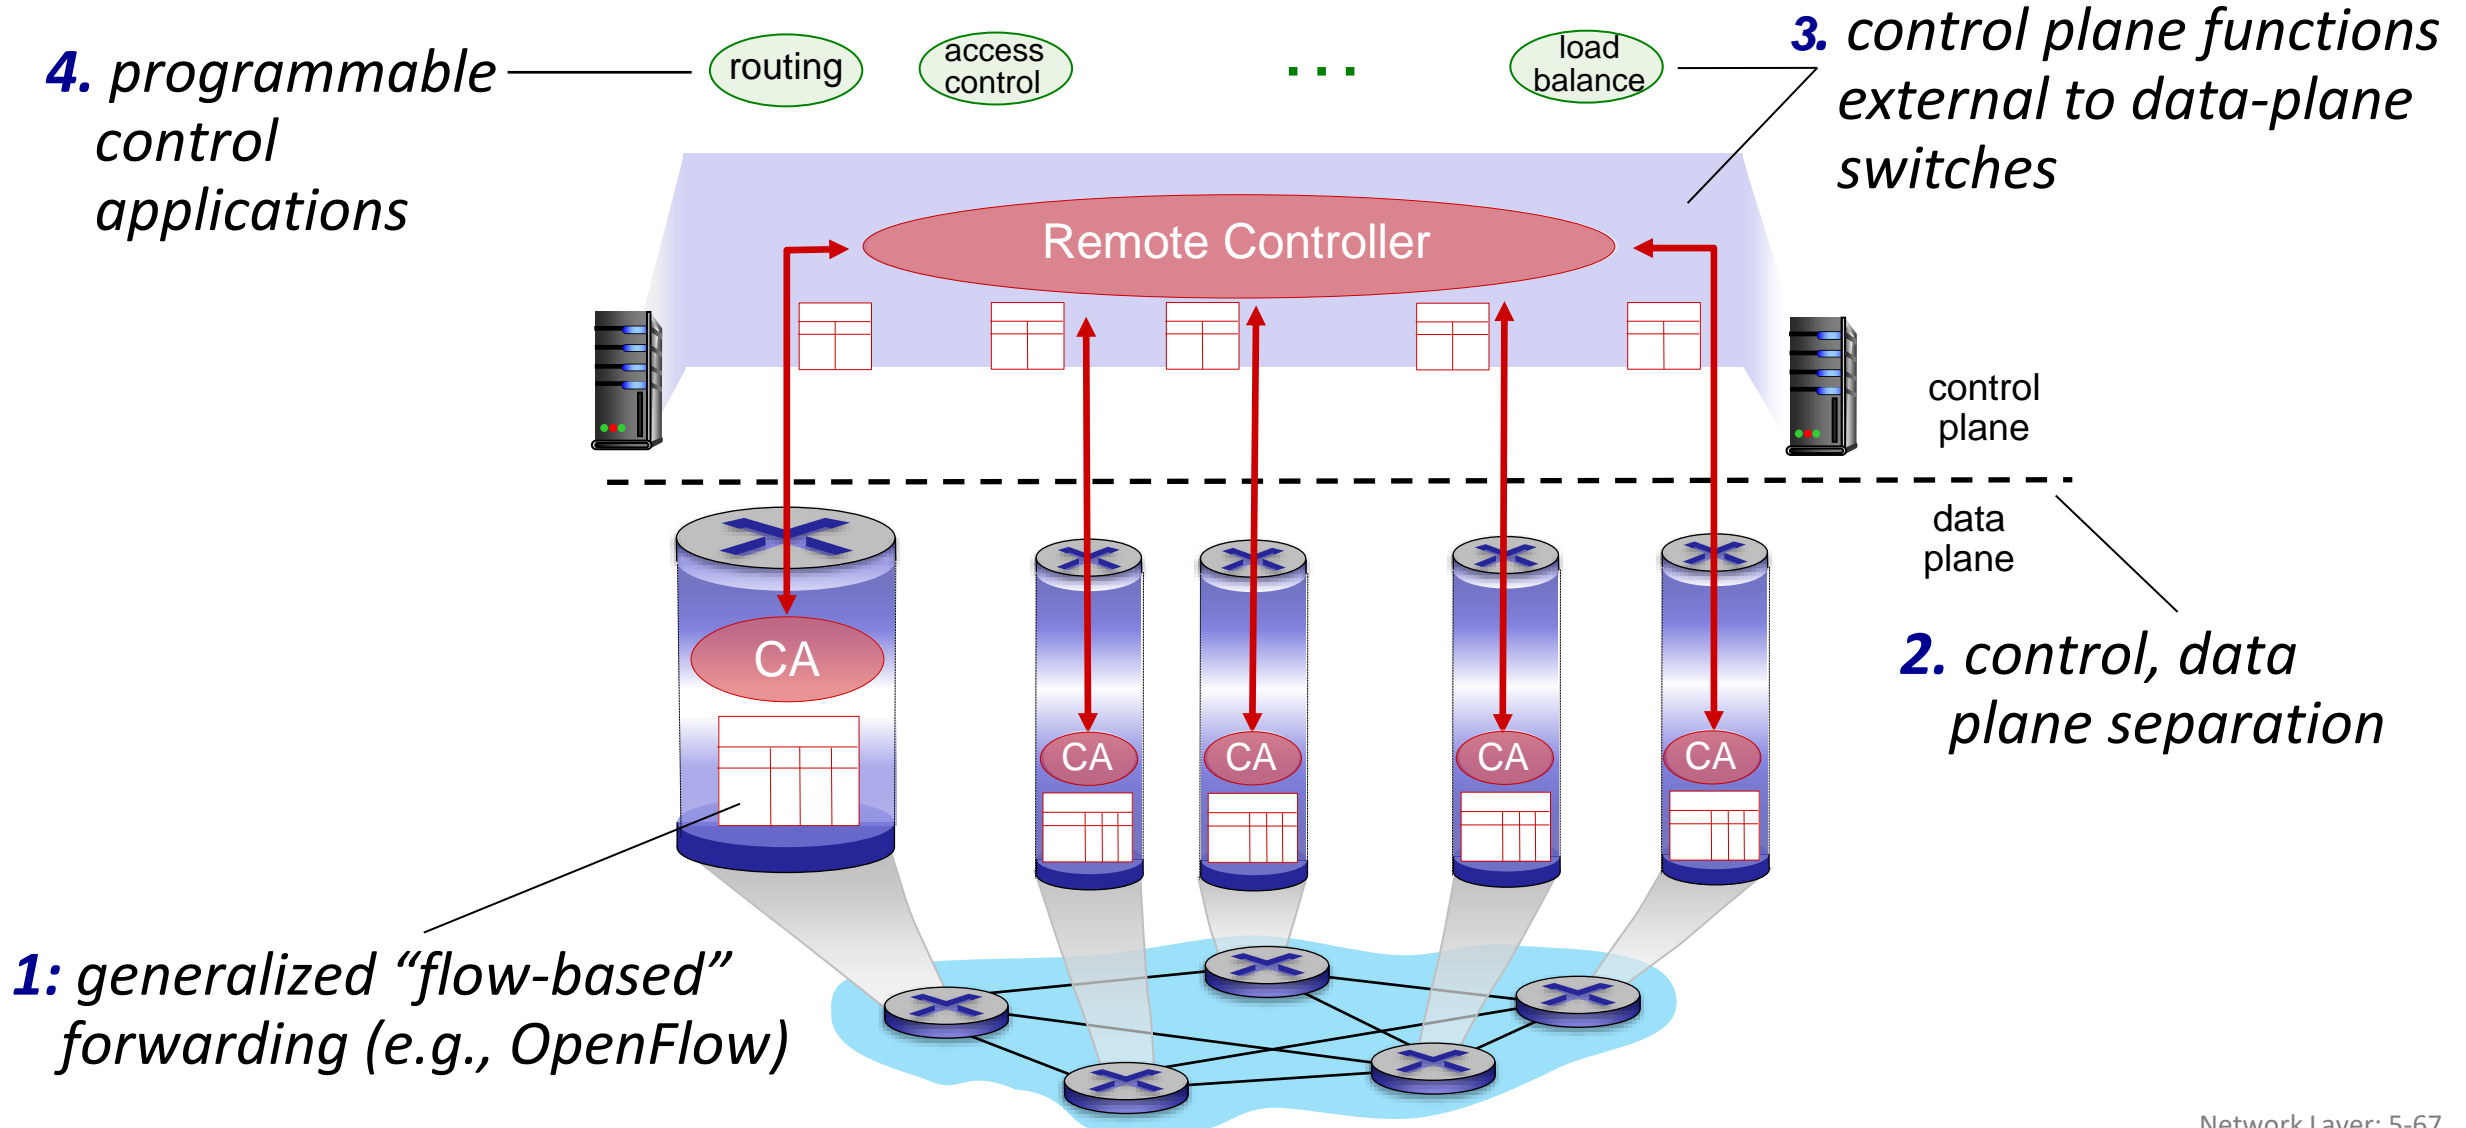 4. programmable
control
applications
routing
access
control
...
load
balance
3. control plane functions
external to data-plane
switches
Remote Controller
control
plane
data
plane
CA
CA
CA
CA
CA
2. control, data
plane separation
1: generalized “flow-based”
forwarding (e.g., OpenFlow)
Network Layer: 5-67